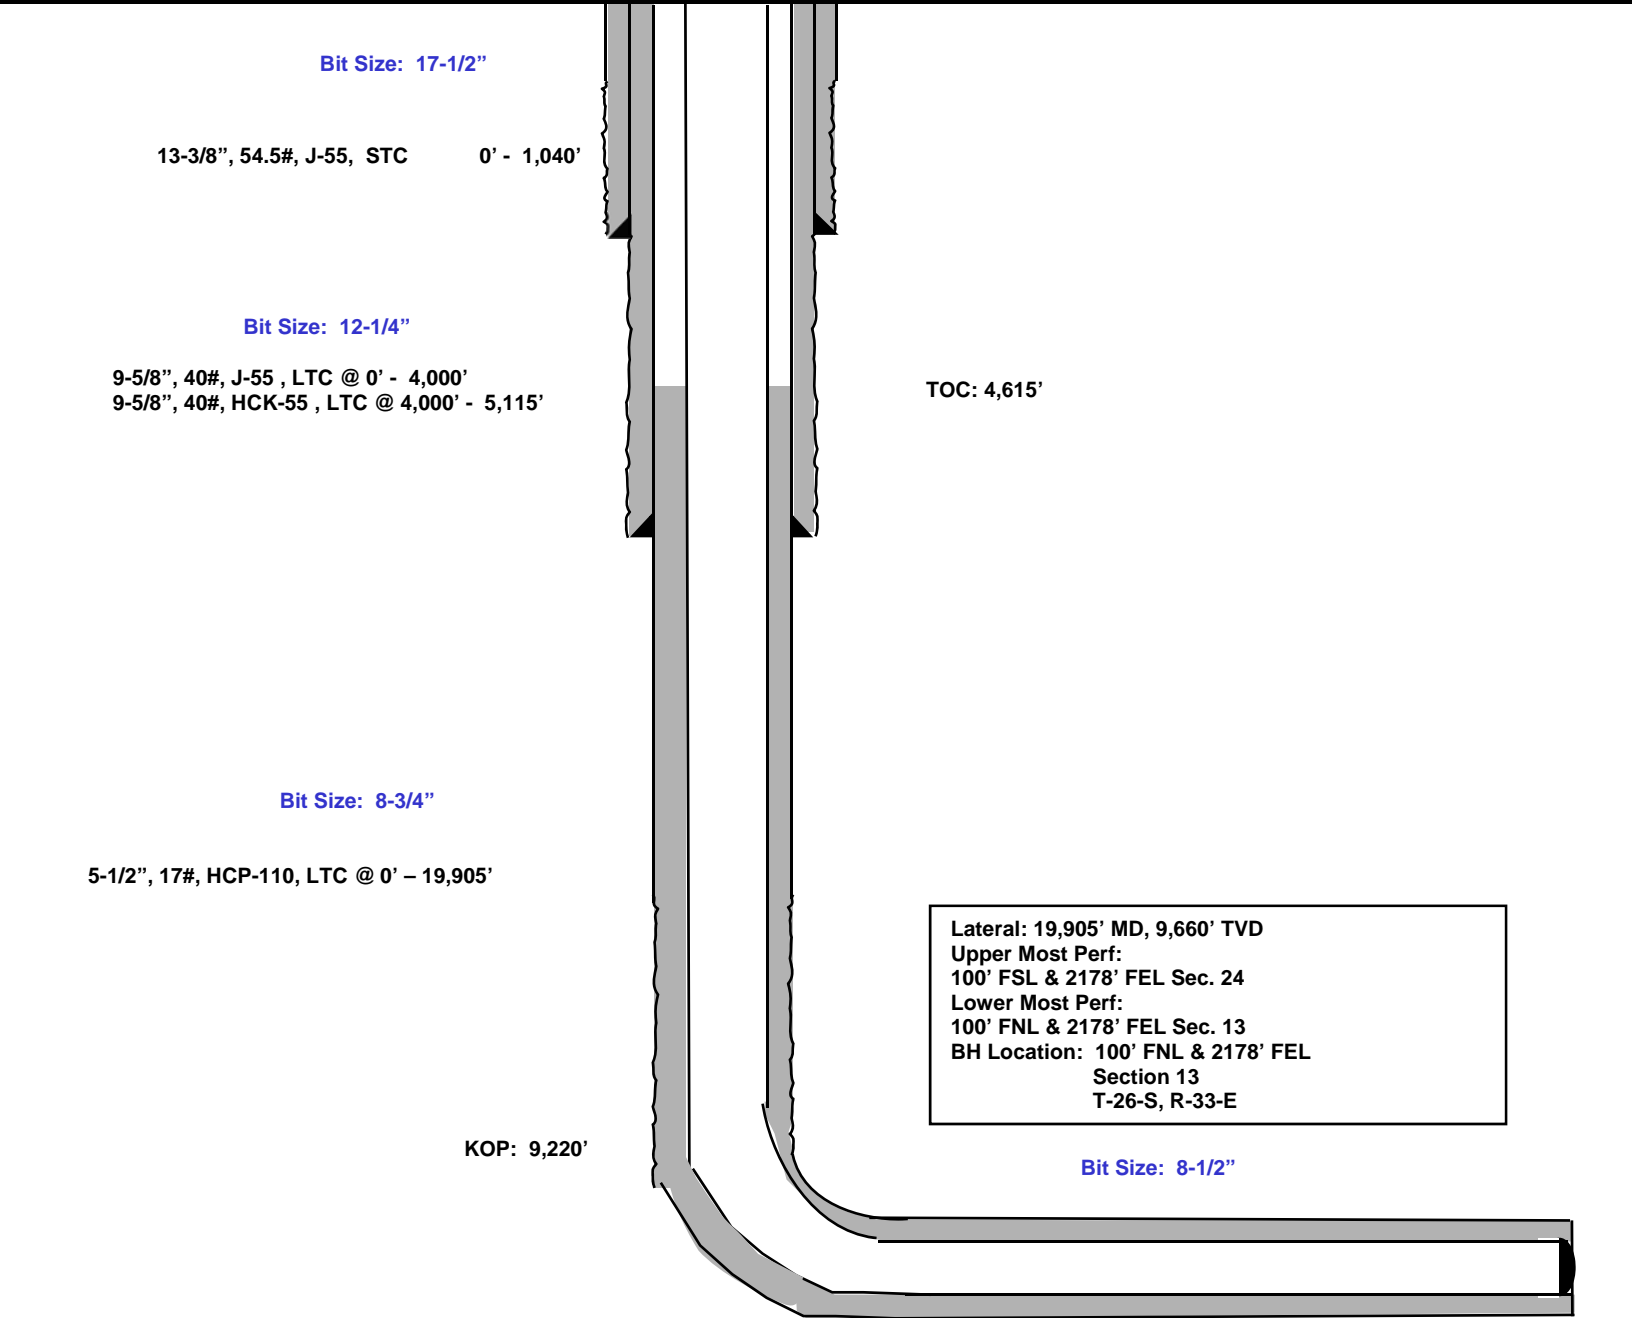 Bit Size: 17-1/2”
13-3/8”, 54.5#, J-55, STC 0’ - 1,040’
Bit Size: 12-1/4”
9-5/8”, 40#, J-55 , LTC @ 0’ - 4,000’
9-5/8”, 40#, HCK-55 , LTC @ 4,000’ - 5,115’
TOC: 4,615’
Bit Size: 8-3/4”
5-1/2”, 17#, HCP-110, LTC @ 0’ – 19,905’
Lateral: 19,905’ MD, 9,660’ TVD
Upper Most Perf:
100’ FSL & 2178’ FEL Sec. 24
Lower Most Perf:
100’ FNL & 2178’ FEL Sec. 13
BH Location: 100’ FNL & 2178’ FEL
Section 13
T-26-S, R-33-E
KOP: 9,220’
Bit Size: 8-1/2”